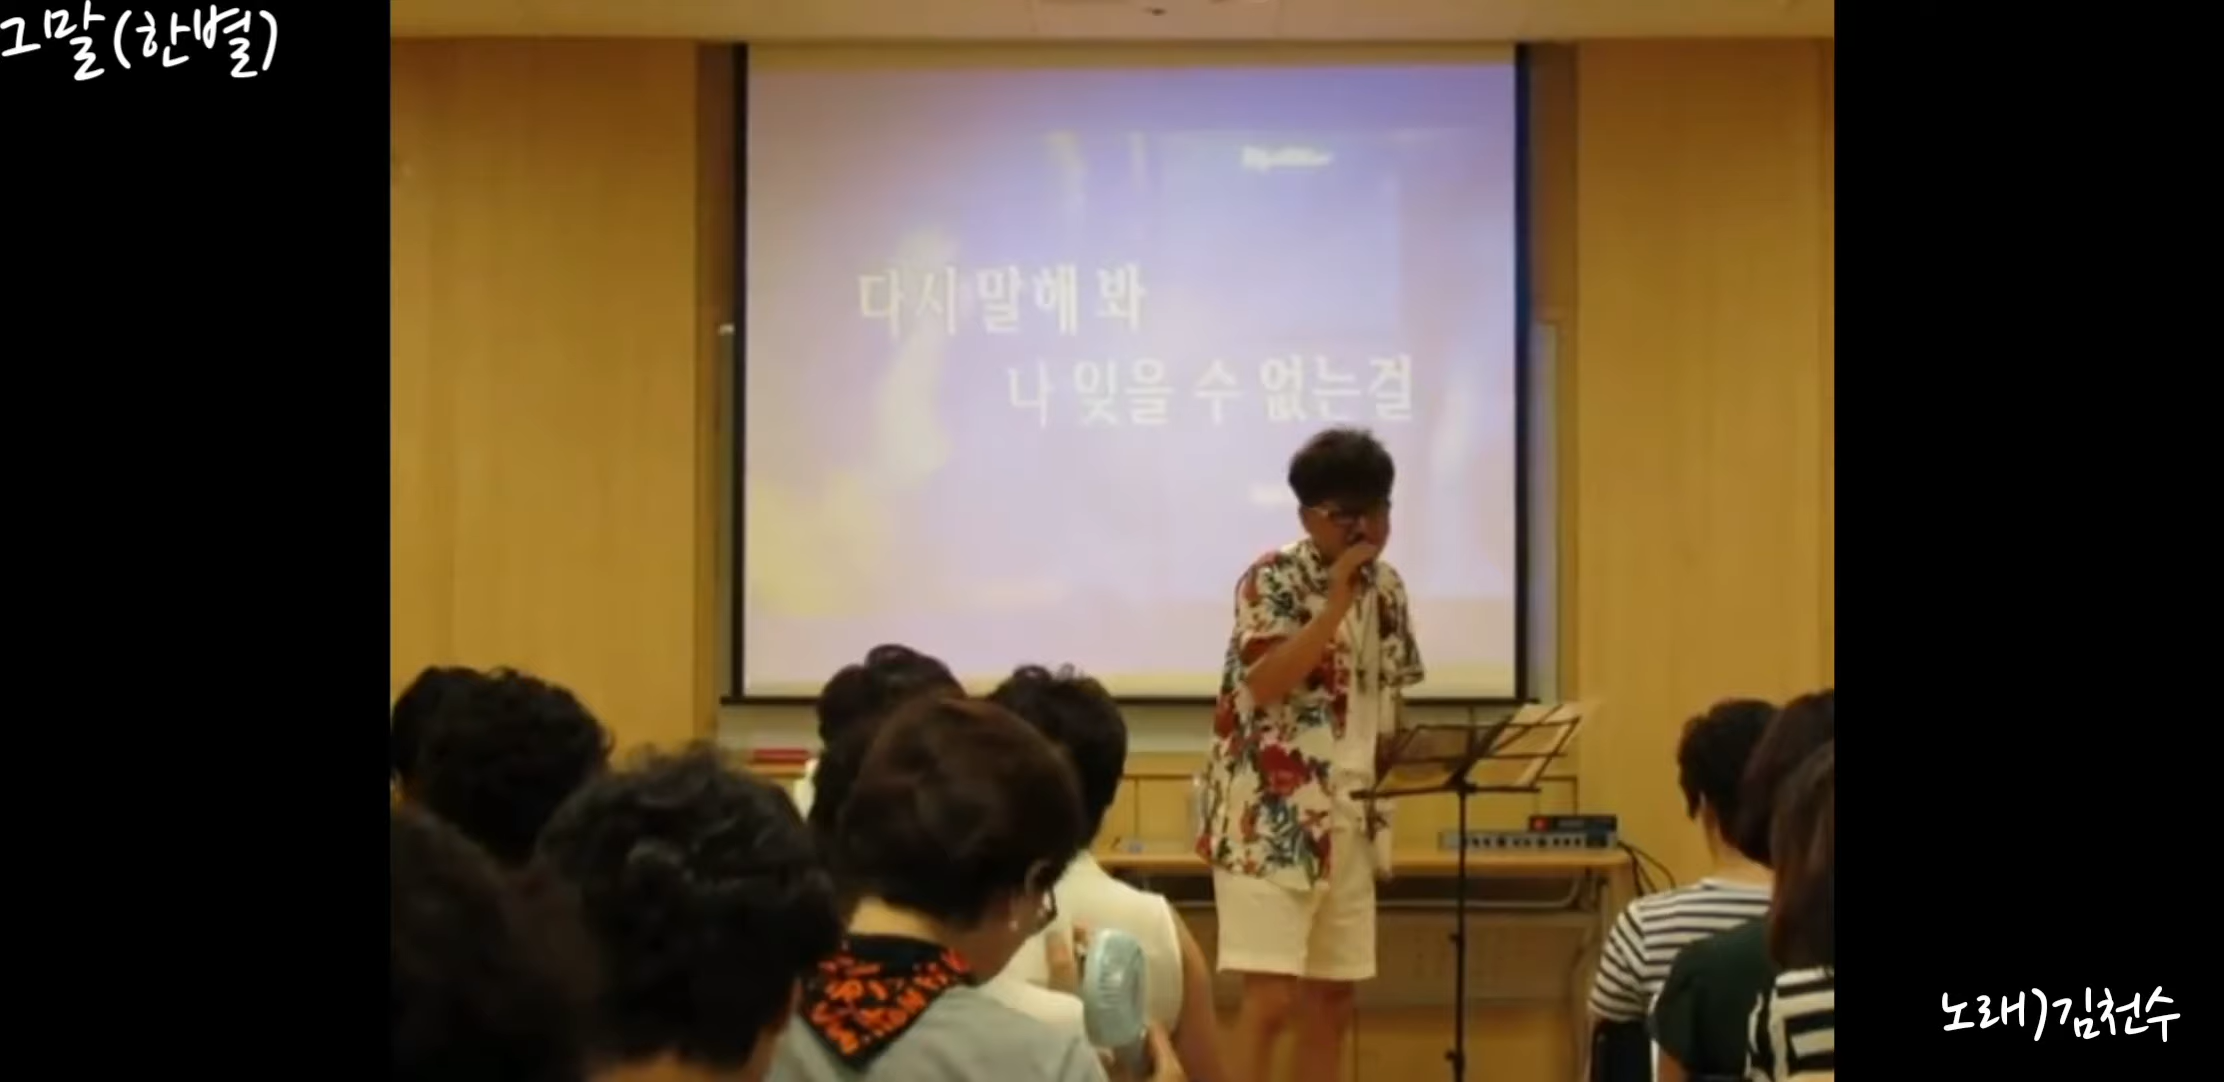 그말(한별)
다시 말해 봐
나 잊을 수 없는걸
노래)김천수